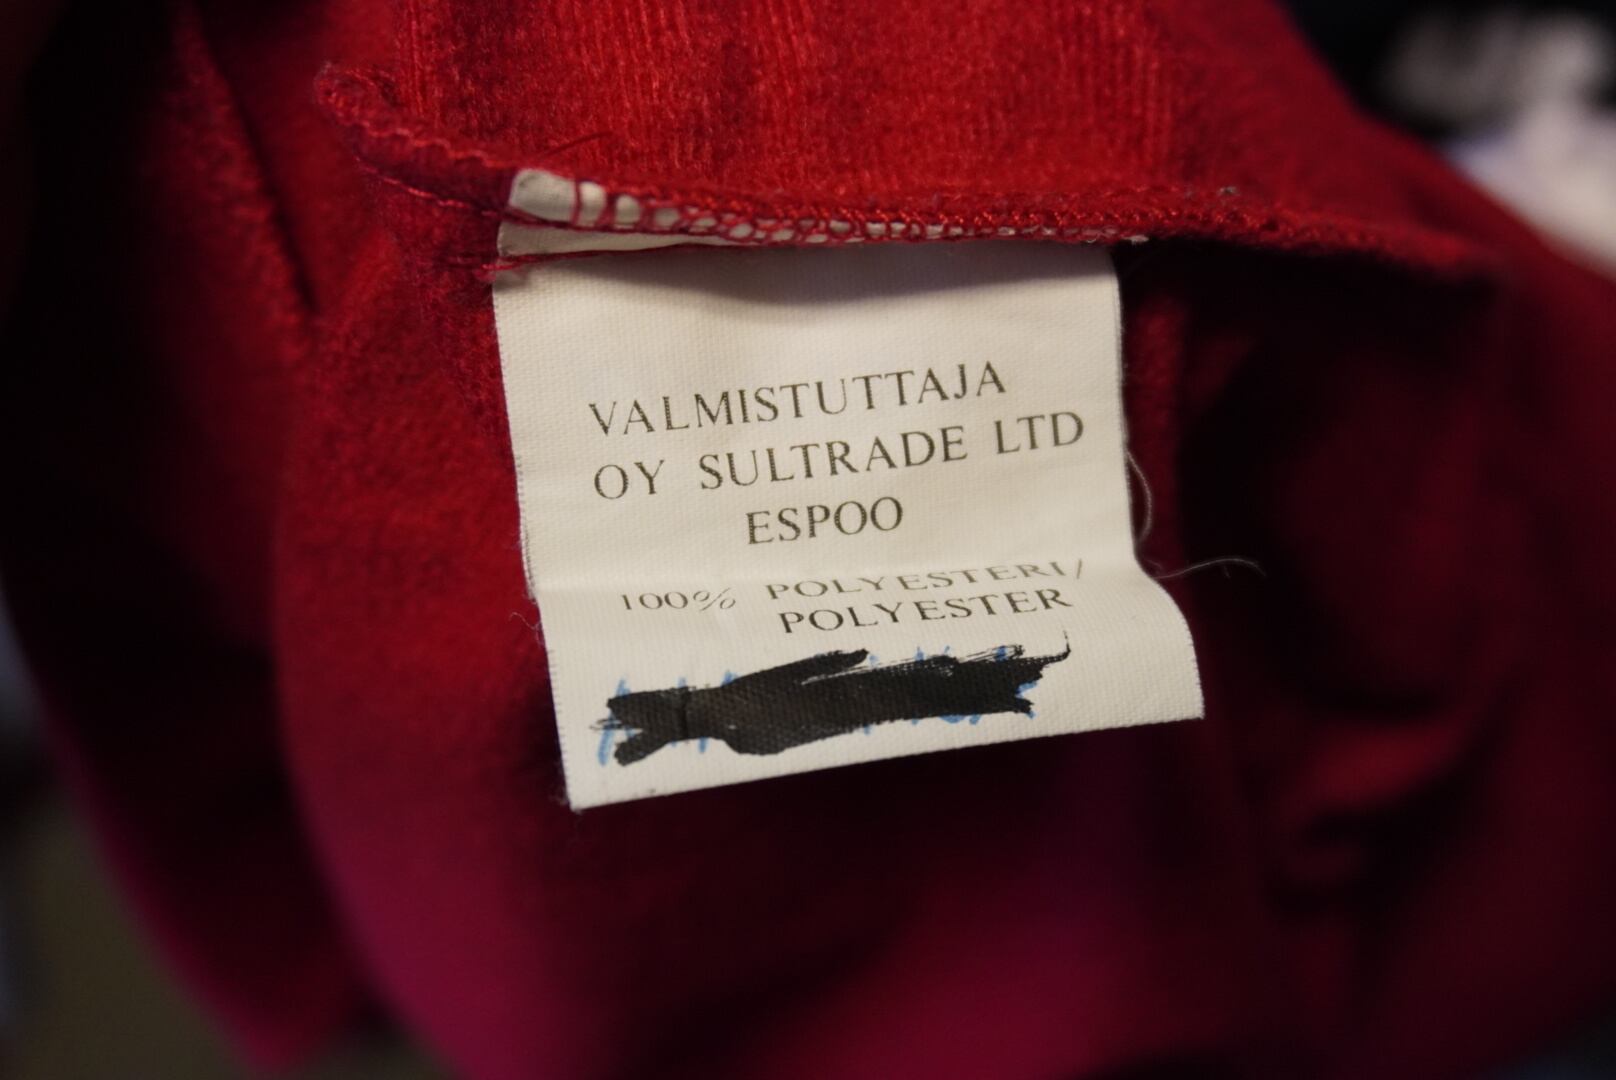 VALMISTUTTAJA
OY SULTRADE LTD
ESPOO
100% POLYESTERI/
POLYESTER